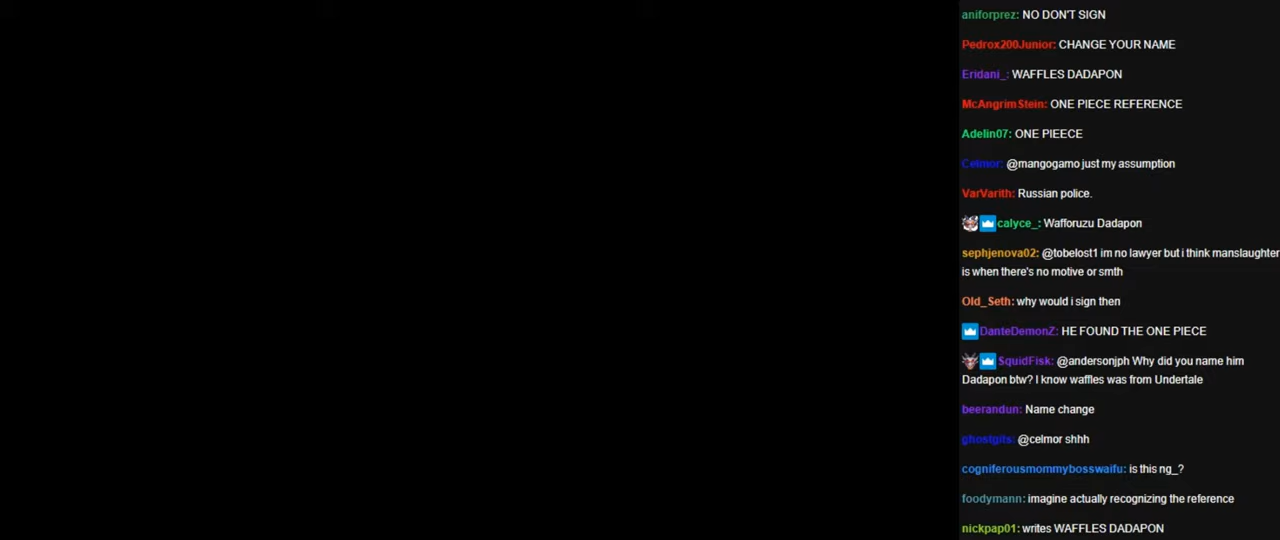 aniforprez: NO DON'T SIGN
Pedrox200Junior: CHANGE YOUR NAME
Eridani_: WAFFLES DADAPON
McAngrimStein: ONE PIECE REFERENCE
Adelin07: ONE PIEECE
Celmor: @mangogamo just my assumption
VarVarith: Russian police.
calyce_: Wafforuzu Dadapon
sephjenova02: @tobelost1 im no lawyer but i think manslaughter
is when there's no motive or smth
Old_Seth: why would i sign then
DanteDemonZ: HE FOUND THE ONE PIECE
SquidFisk: @andersonjph Why did you name him
Dadapon btw? I know waffles was from Undertale
beerandun: Name change
ghostgits: @celmor shhh
cogniferousmommybosswaifu: is this ng_?
foodymann: imagine actually recognizing the reference
nickpap01: writes WAFFLES DADAPON